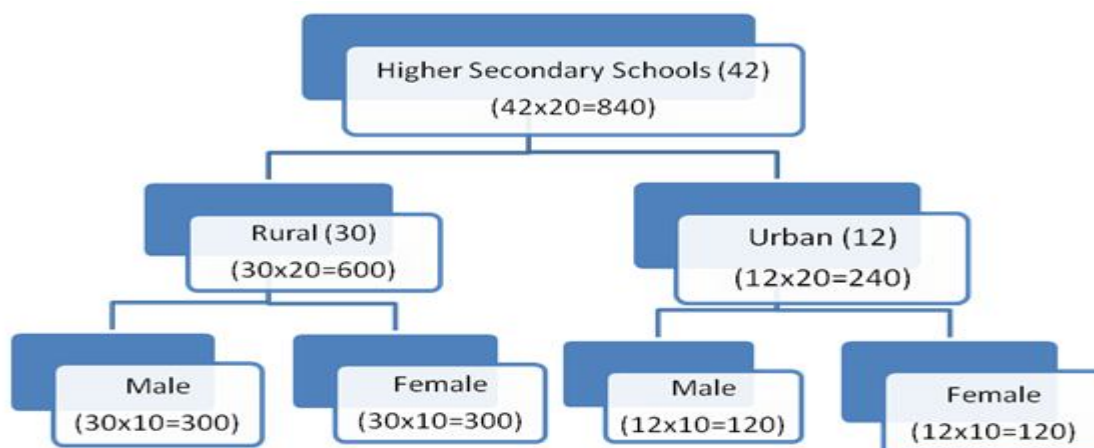 Higher Secondary Schools (42)
(42x20=840)
Rural (30)
(30x20=600)
Urban (12)
(12x20=240)
Male
(30x10=300)
Female
(30x10=300)
Male
(12x10=120)
Female
(12x10=120)